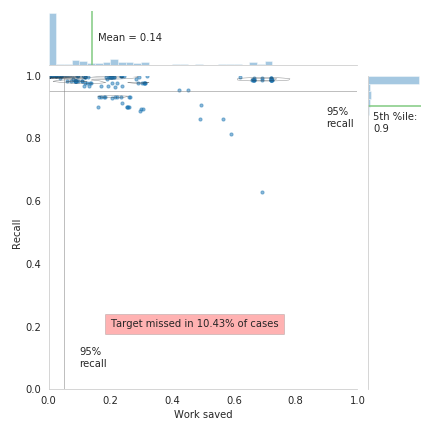 Mean = 0.14
1.0
0.8
0.6
0.4
0.2
0.0
Recall
95%
recall
5th %ile:
0.9
Target missed in 10.43% of cases
95%
recall
0.0
0.2
0.4
0.6
0.8
1.0
Work saved